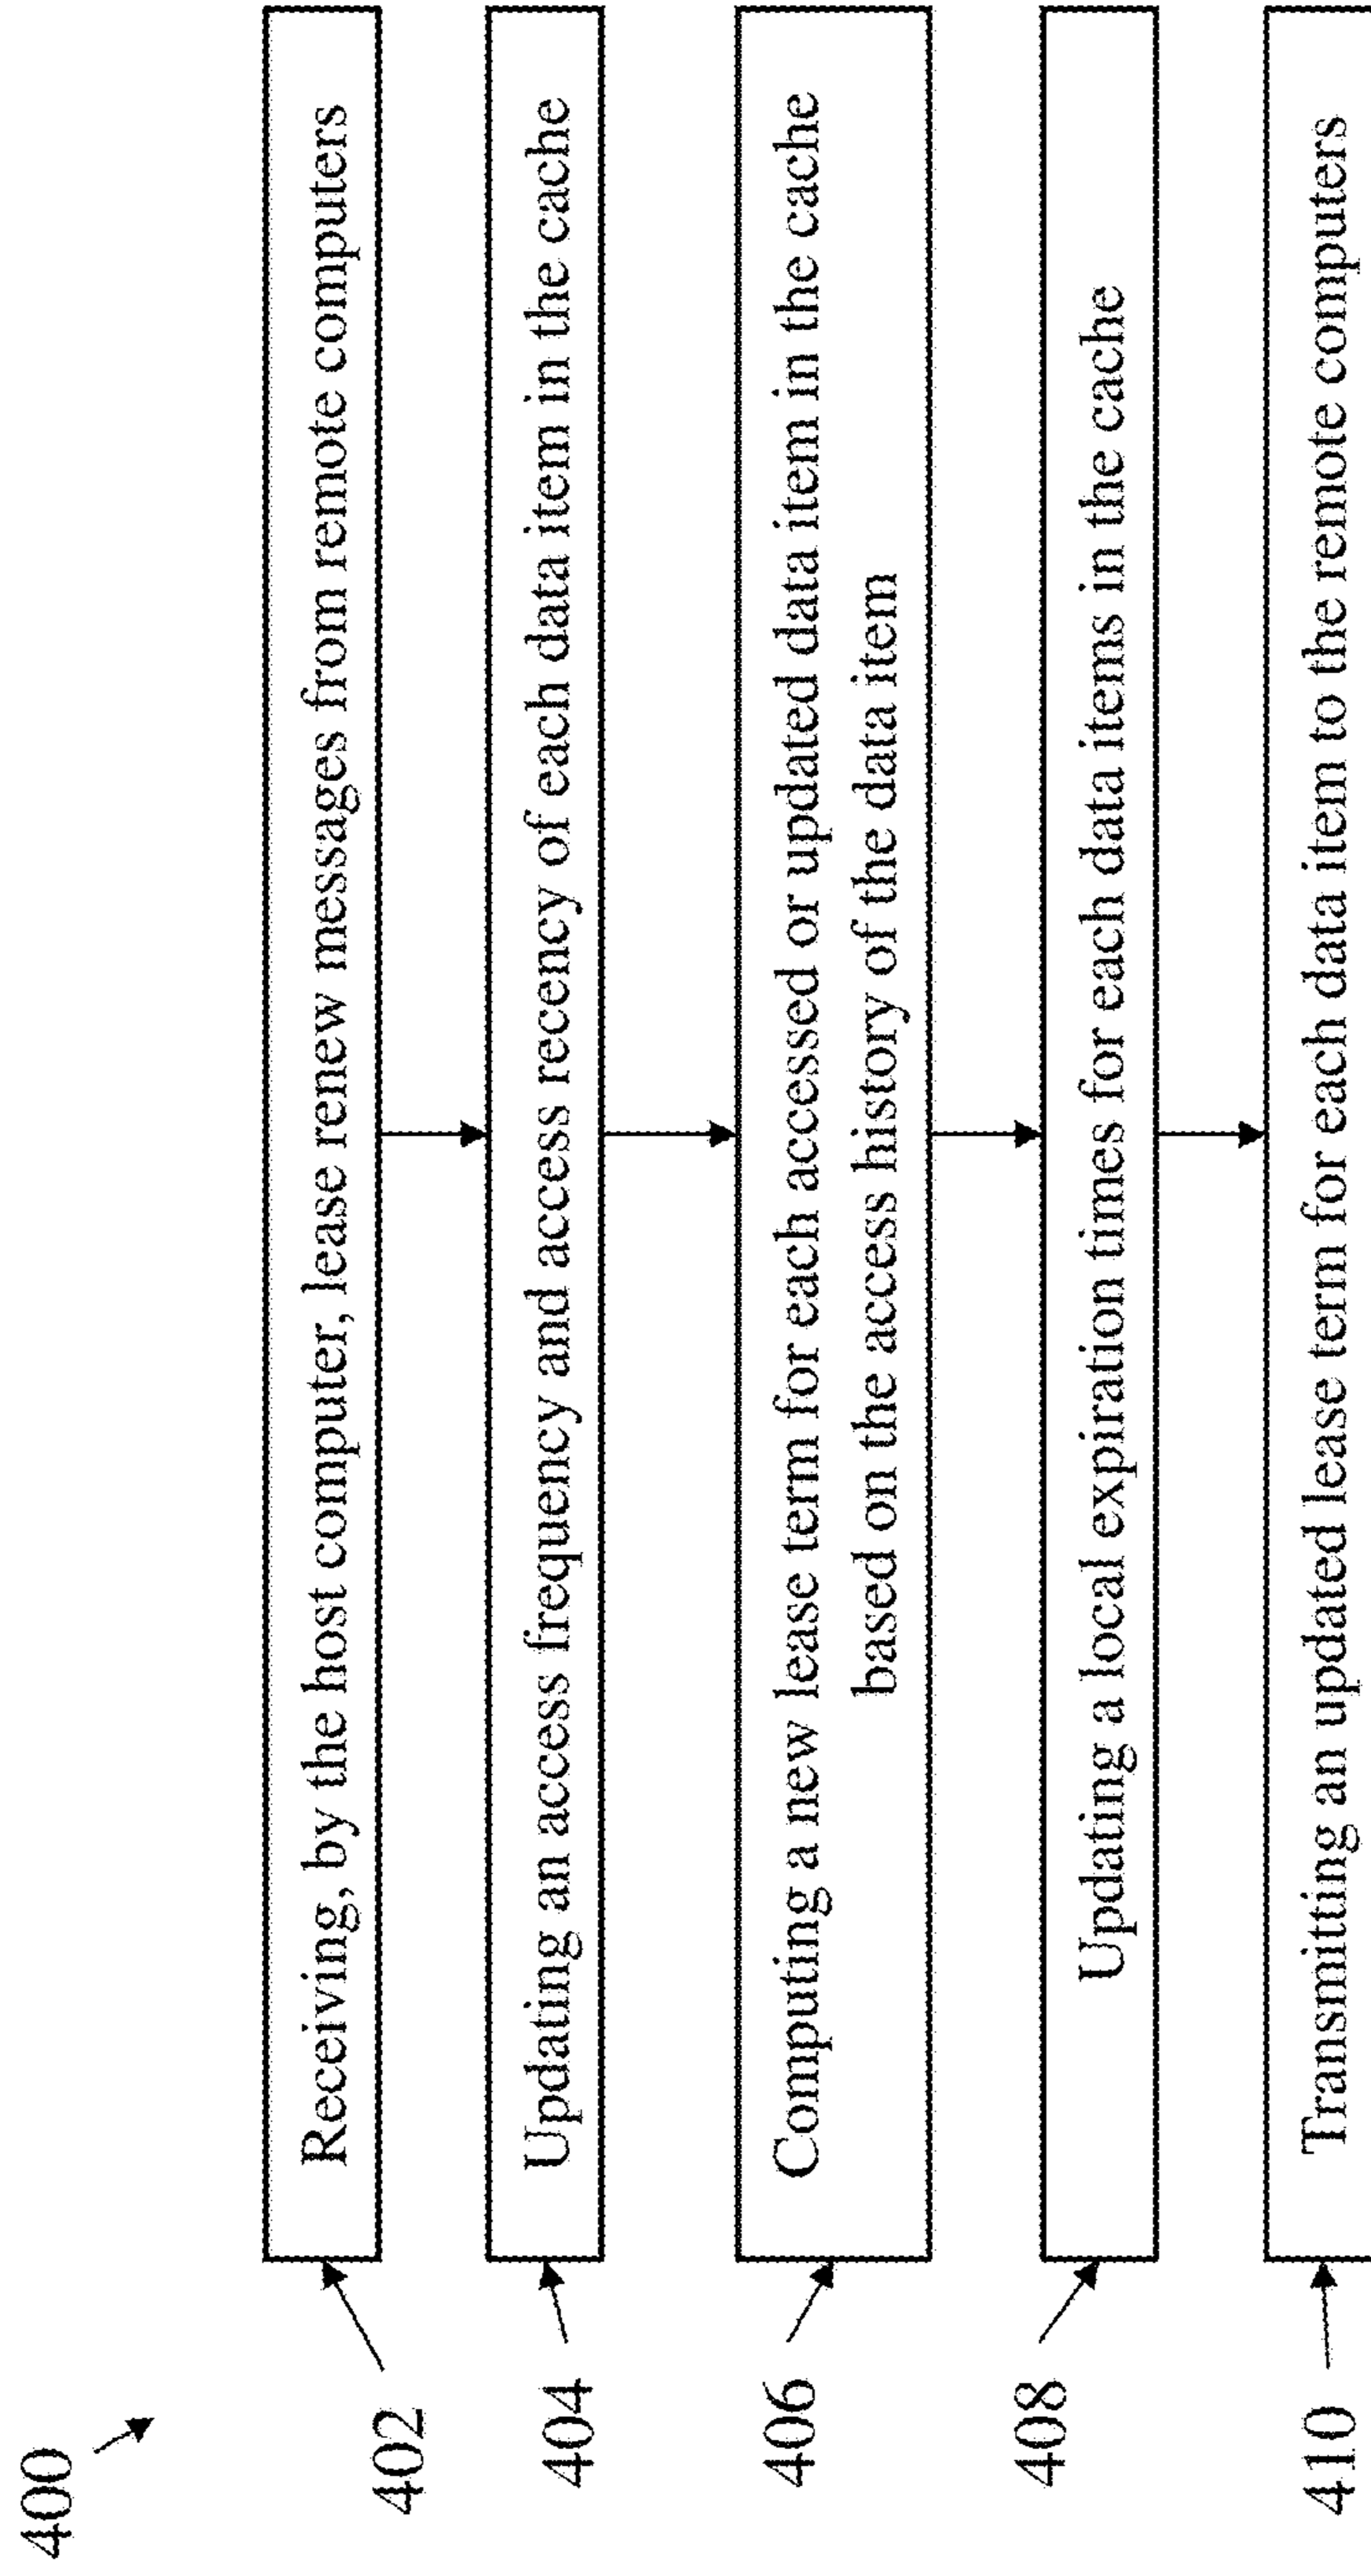 400
402
Receiving, by the host computer, lease renew messages from remote computers
404
Updating an access frequency and access recency of each data item in the cache
406
Computing a new lease term for each accessed or updated data item in the cache
based on the access history of the data item
408
Updating a local expiration times for each data items in the cache
410
Transmitting an updated lease term for each data item to the remote computers